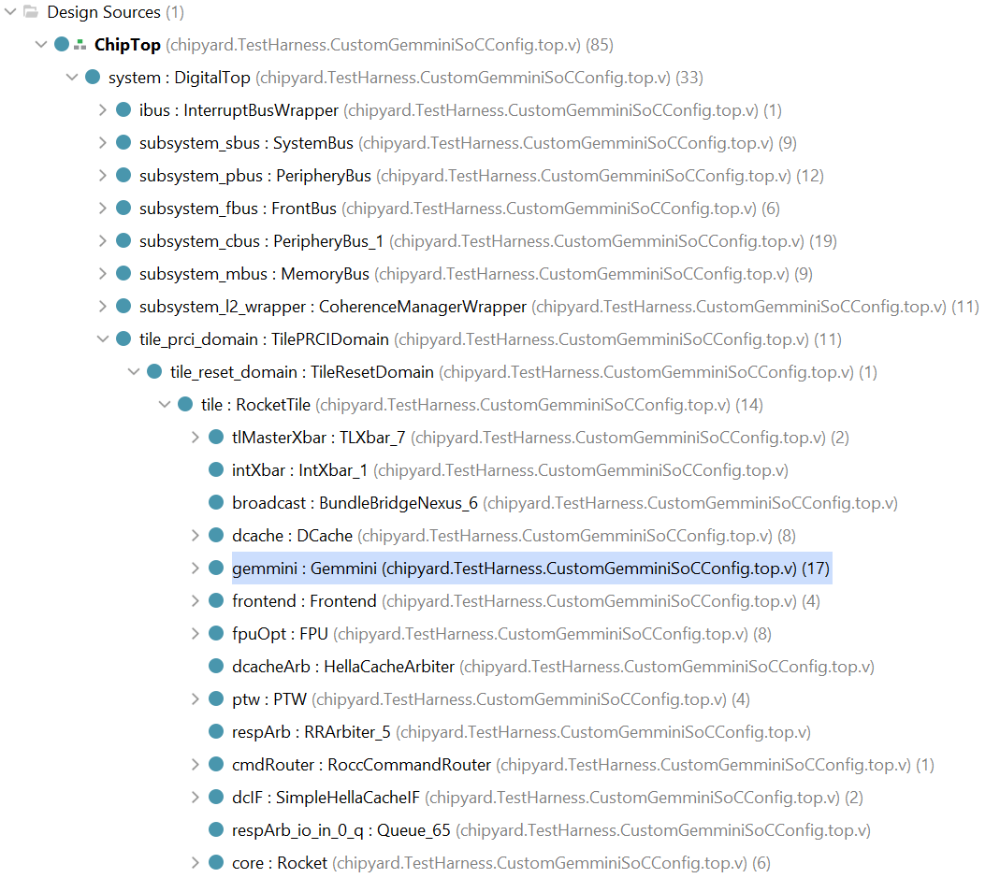 Design Sources (1)
ChipTop (chipyard.TestHarness.CustomGemminiSoCConfig.top.v) (85)
system : DigitalTop (chipyard.TestHarness.CustomGemminiSoCConfig.top.v) (33)
ibus : InterruptBusWrapper (chipyard.TestHarness.CustomGemminiSoCConfig.top.v) (1)
subsystem_sbus : SystemBus (chipyard.TestHarness.CustomGemminiSoCConfig.top.v) (9)
subsystem_pbus : PeripheryBus (chipyard.TestHarness.CustomGemminiSoCConfig.top.v) (12)
subsystem_fbus : FrontBus (chipyard.TestHarness.CustomGemminiSoCConfig.top.v) (6)
subsystem_cbus : PeripheryBus_1 (chipyard.TestHarness.CustomGemminiSoCConfig.top.v) (19)
subsystem_mbus : MemoryBus (chipyard.TestHarness.CustomGemminiSoCConfig.top.v) (9)
subsystem_l2_wrapper : CoherenceManagerWrapper (chipyard.TestHarness.CustomGemminiSoCConfig.top.v) (11)
tile_prci_domain : TilePRCIDomain (chipyard.TestHarness.CustomGemminiSoCConfig.top.v) (11)
tile_reset_domain : TileResetDomain (chipyard.TestHarness.CustomGemminiSoCConfig.top.v) (1)
tile : RocketTile (chipyard.TestHarness.CustomGemminiSoCConfig.top.v) (14)
tlMasterXbar : TLXbar_7 (chipyard.TestHarness.CustomGemminiSoCConfig.top.v) (2)
intXbar : IntXbar_1 (chipyard.TestHarness.CustomGemminiSoCConfig.top.v)
broadcast : BundleBridgeNexus_6 (chipyard.TestHarness.CustomGemminiSoCConfig.top.v)
dcache : DCache (chipyard.TestHarness.CustomGemminiSoCConfig.top.v) (8)
gemmini : Gemmini (chipyard.TestHarness.CustomGemminiSoCConfig.top.v) (17)
frontend : Frontend (chipyard.TestHarness.CustomGemminiSoCConfig.top.v) (4)
fpuOpt : FPU (chipyard.TestHarness.CustomGemminiSoCConfig.top.v) (8)
dcacheArb : HellaCacheArbiter (chipyard.TestHarness.CustomGemminiSoCConfig.top.v)
ptw : PTW (chipyard.TestHarness.CustomGemminiSoCConfig.top.v) (4)
respArb : RRArbiter_5 (chipyard.TestHarness.CustomGemminiSoCConfig.top.v)
cmdRouter : RoccCommandRouter (chipyard.TestHarness.CustomGemminiSoCConfig.top.v) (1)
dcIF : SimpleHellaCacheIF (chipyard.TestHarness.CustomGemminiSoCConfig.top.v) (2)
respArb_io_in_0_q : Queue_65 (chipyard.TestHarness.CustomGemminiSoCConfig.top.v)
core : Rocket (chipyard.TestHarness.CustomGemminiSoCConfig.top.v) (6)